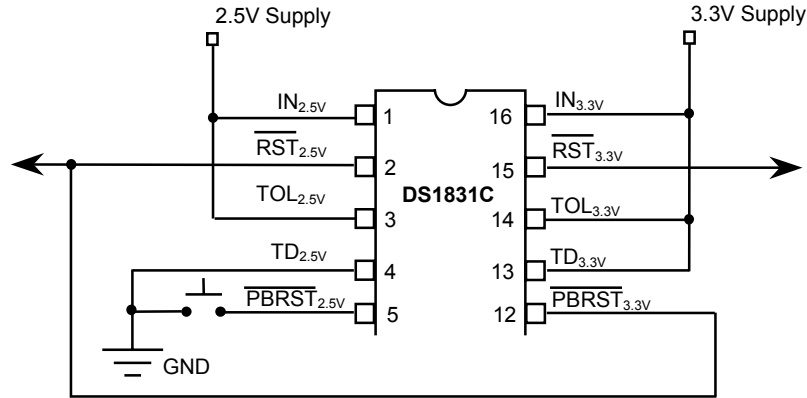 2.5V Supply
3.3V Supply
IN2.5V
1
16
IN3.3V
RST2.5V
2
15
RST3.3V
DS1831C
TOL2.5V
3
14
TOL3.3V
TD2.5V
4
13
TD3.3V
PBRST2.5V
5
12
PBRST3.3V
GND